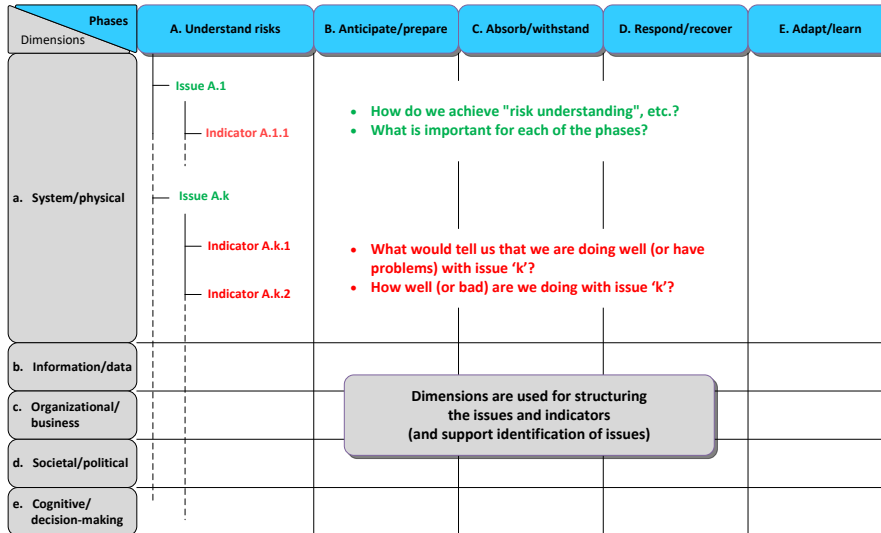 Phases
Dimensions
A. Understand risks
B. Anticipate/prepare
C. Absorb/withstand
D. Respond/recover
E. Adapt/learn
a. System/physical
Issue A.1
Indicator A.1.1
Issue A.k
Indicator A.k.1
Indicator A.k.2
• How do we achieve "risk understanding", etc.?
• What is important for each of the phases?
• What would tell us that we are doing well (or have
problems) with issue ‘k’?
• How well (or bad) are we doing with issue ‘k’?
b. Information/data
c. Organizational/
business
d. Societal/political
e. Cognitive/
decision-making
Dimensions are used for structuring
the issues and indicators
(and support identification of issues)